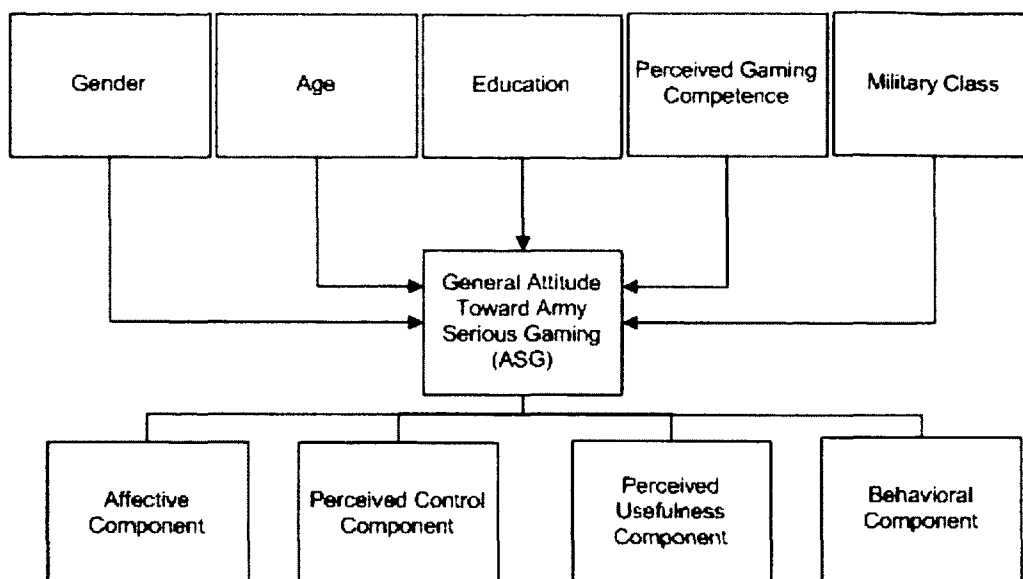 Gender
Age
Education
Perceived Gaming
Competence
Military Class
General Attitude
Toward Army
Serious Gaming
(ASG)
Affective
Component
Perceived Control
Component
Perceived
Usefulness
Component
Behavioral
Component